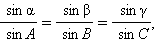 sin α / sin A = sin β / sin B = sin γ / sin C,